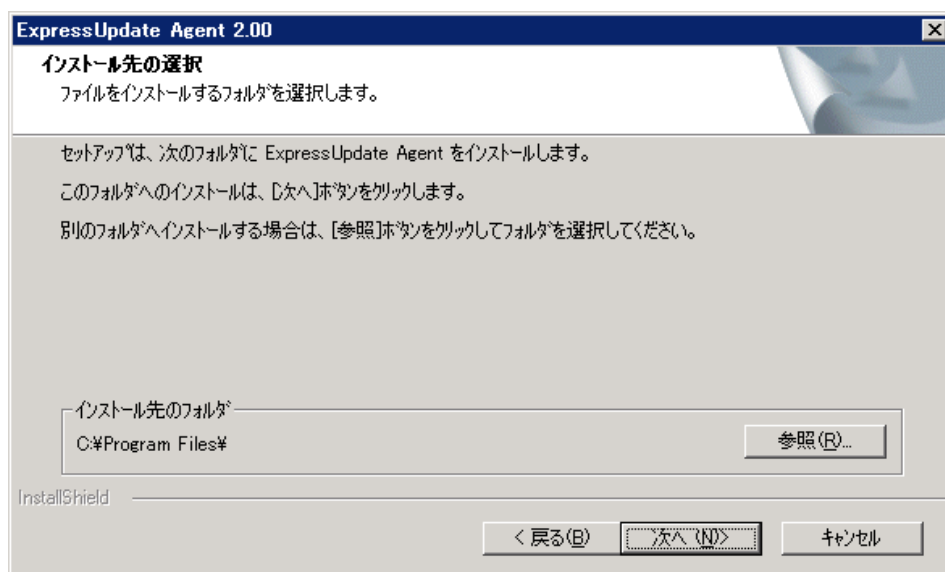 ExpressUpdate Agent 2.00
インストール先の選択
ファイルをインストールするフォルダを選択します。
セットアップは、次のフォルダに ExpressUpdate Agent をインストールします。
このフォルダへのインストールは、[次へ]ボタンをクリックします。
別のフォルダへインストールする場合は、[参照]ボタンをクリックしてフォルダを選択してください。
インストール先のフォルダ
C:¥Program Files¥
参照(R)...
InstallShield
< 戻る(B)
次へ (N)>
キャンセル